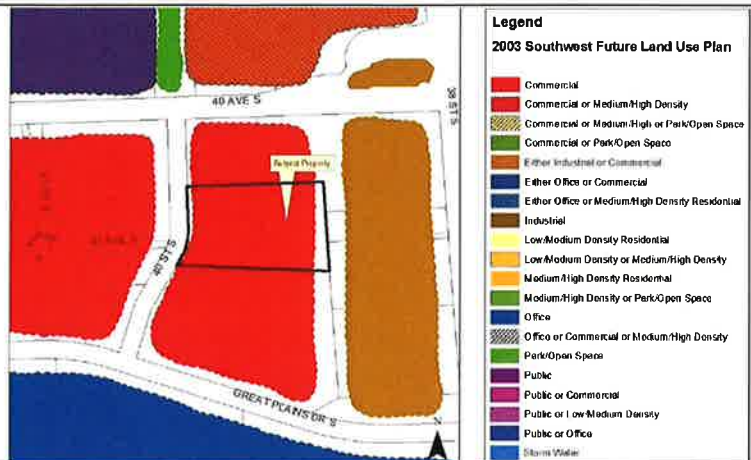 40 AVE S
38 ST S
Subject Property
40 ST S
GREAT PLAINS DR S
Legend
2003 Southwest Future Land Use Plan
Commercial
Commercial or Medium/High Density
Commercial or Medium/High or Park/Open Space
Commercial or Park/Open Space
Either Industrial or Commercial
Either Office or Commercial
Either Office or Medium/High Density Residential
Industrial
Low/Medium Density Residential
Low/Medium Density or Medium/High Density
Medium/High Density Residential
Medium/High Density or Park/Open Space
Office
Office or Commercial or Medium/High Density
Park/Open Space
Public
Public or Commercial
Public or Low/Medium Density
Public or Office
Storm Water